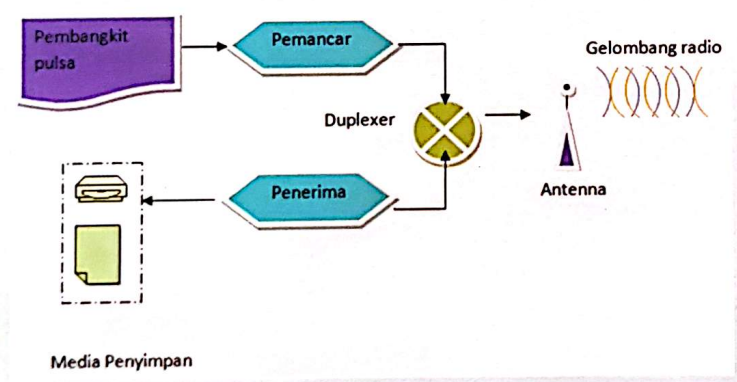 Pembangkit
pulsa
Pemancar
Gelombang radio
Duplexer
Antenna
Penerima
Media Penyimpan